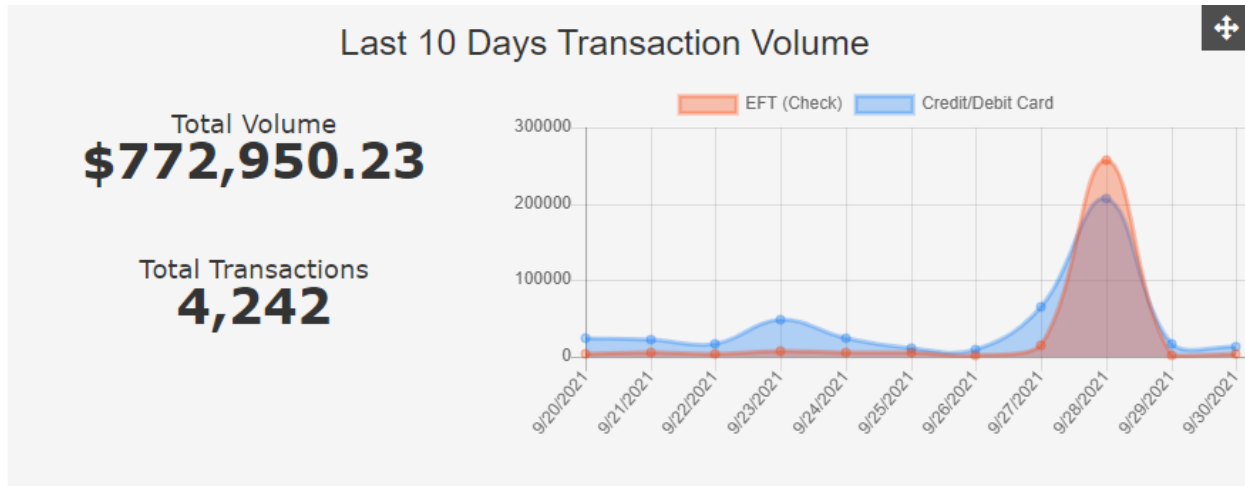 Last 10 Days Transaction Volume
Total Volume
$772,950.23
Total Transactions
4,242
EFT (Check) Credit/Debit Card
300000
200000
100000
0
9/20/2021 9/21/2021 9/22/2021 9/23/2021 9/24/2021 9/25/2021 9/26/2021 9/27/2021 9/28/2021 9/29/2021 9/30/2021